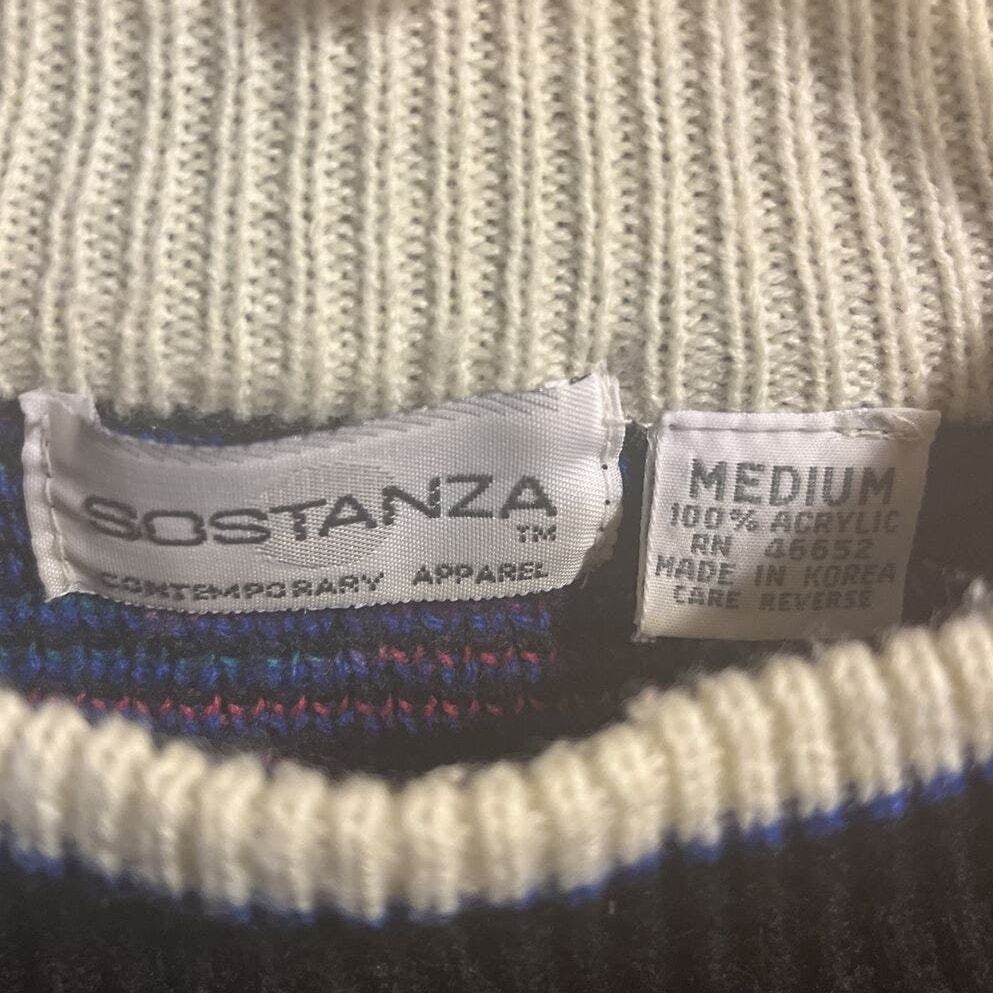 SOSTANZA
TM
CONTEMPORARY APPAREL
MEDIUM
100% ACRYLIC
RN 46652
MADE IN KOREA
CARE REVERSE